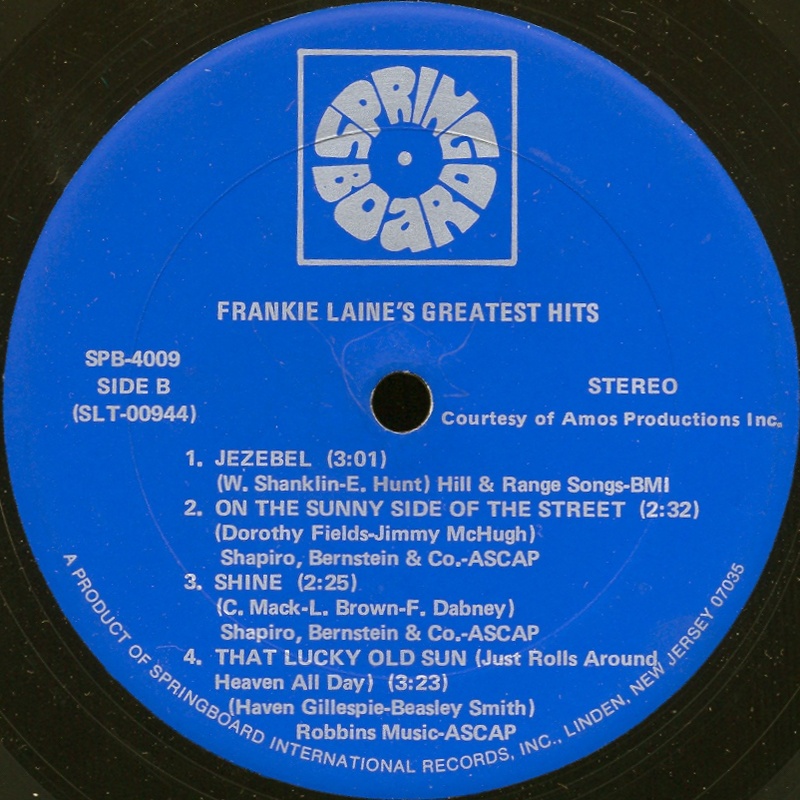 SPRING BOARD
FRANKIE LAINE'S GREATEST HITS
SPB-4009
SIDE B
(SLT-00944)
STEREO
Courtesy of Amos Productions Inc.
1. JEZEBEL (3:01)
(W. Shanklin-E. Hunt) Hill & Range Songs-BMI
2. ON THE SUNNY SIDE OF THE STREET (2:32)
(Dorothy Fields-Jimmy McHugh)
Shapiro, Bernstein & Co.-ASCAP
3. SHINE (2:25)
(C. Mack-L. Brown-F. Dabney)
Shapiro, Bernstein & Co.-ASCAP
4. THAT LUCKY OLD SUN (Just Rolls Around
Heaven All Day) (3:23)
(Haven Gillespie-Beasley Smith)
Robbins Music-ASCAP
A PRODUCT OF SPRINGBOARD INTERNATIONAL RECORDS, INC., LINDEN, NEW JERSEY 07035